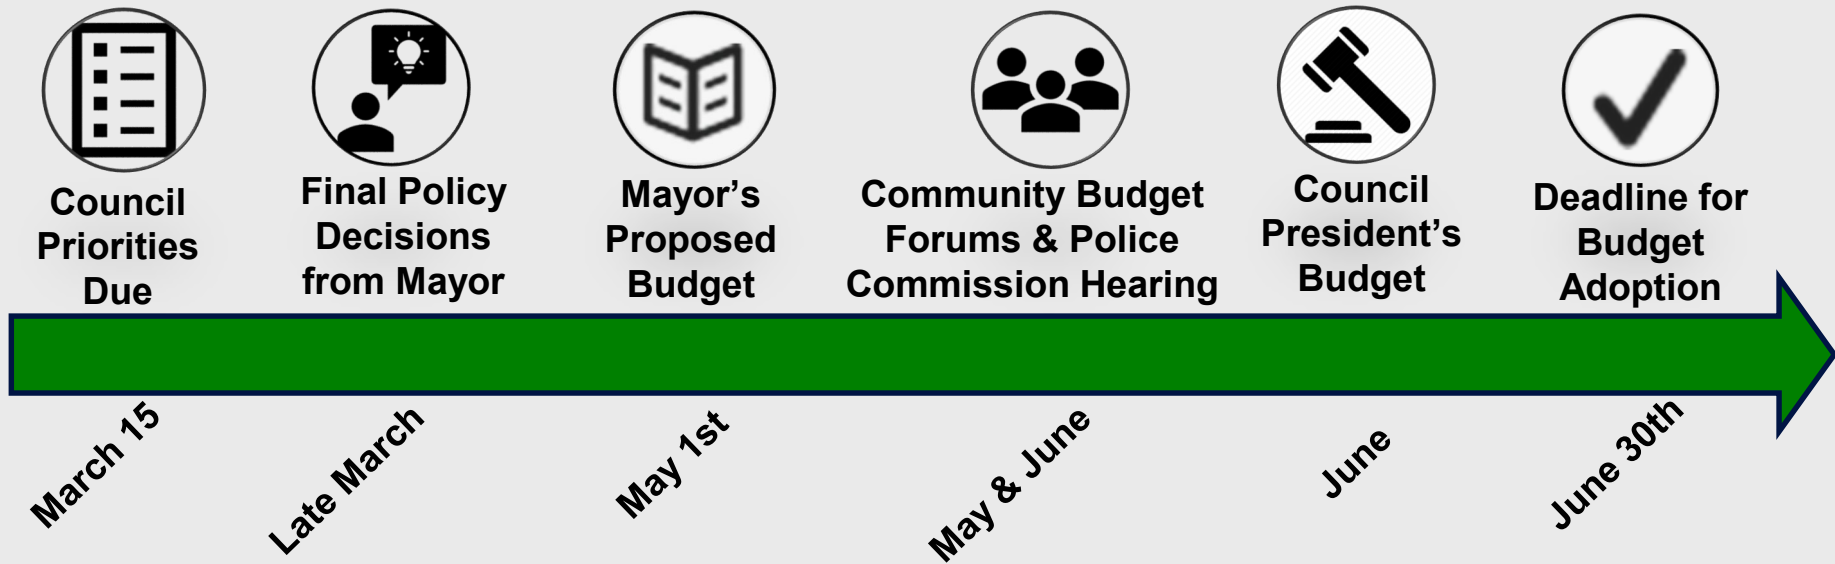 Council
Priorities
Due
Final Policy
Decisions
from Mayor
Mayor’s
Proposed
Budget
Community Budget
Forums & Police
Commission Hearing
Council
President’s
Budget
Deadline for
Budget
Adoption
March 15
Late March
May 1st
May & June
June
June 30th